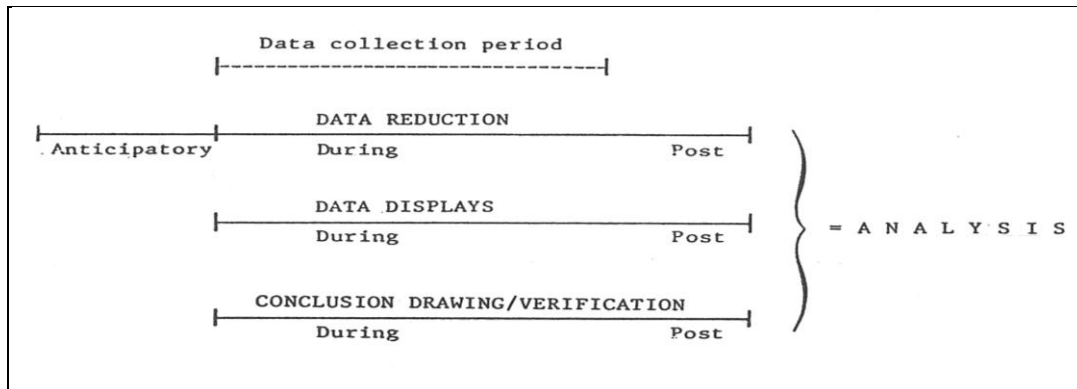 Data collection period
DATA REDUCTION
Anticipatory During Post
DATA DISPLAYS
During Post
= A N A L Y S I S
CONCLUSION DRAWING/VERIFICATION
During Post